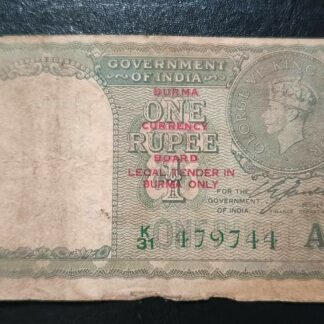 GOVERNMENT
OF INDIA
BURMA
ONE
CURRENCY
RUPEE
BOARD
LEGAL TENDER IN
BURMA ONLY
GEORGE VI KING
FOR THE
GOVERNMENT
OF INDIA.
K/31 479744 A